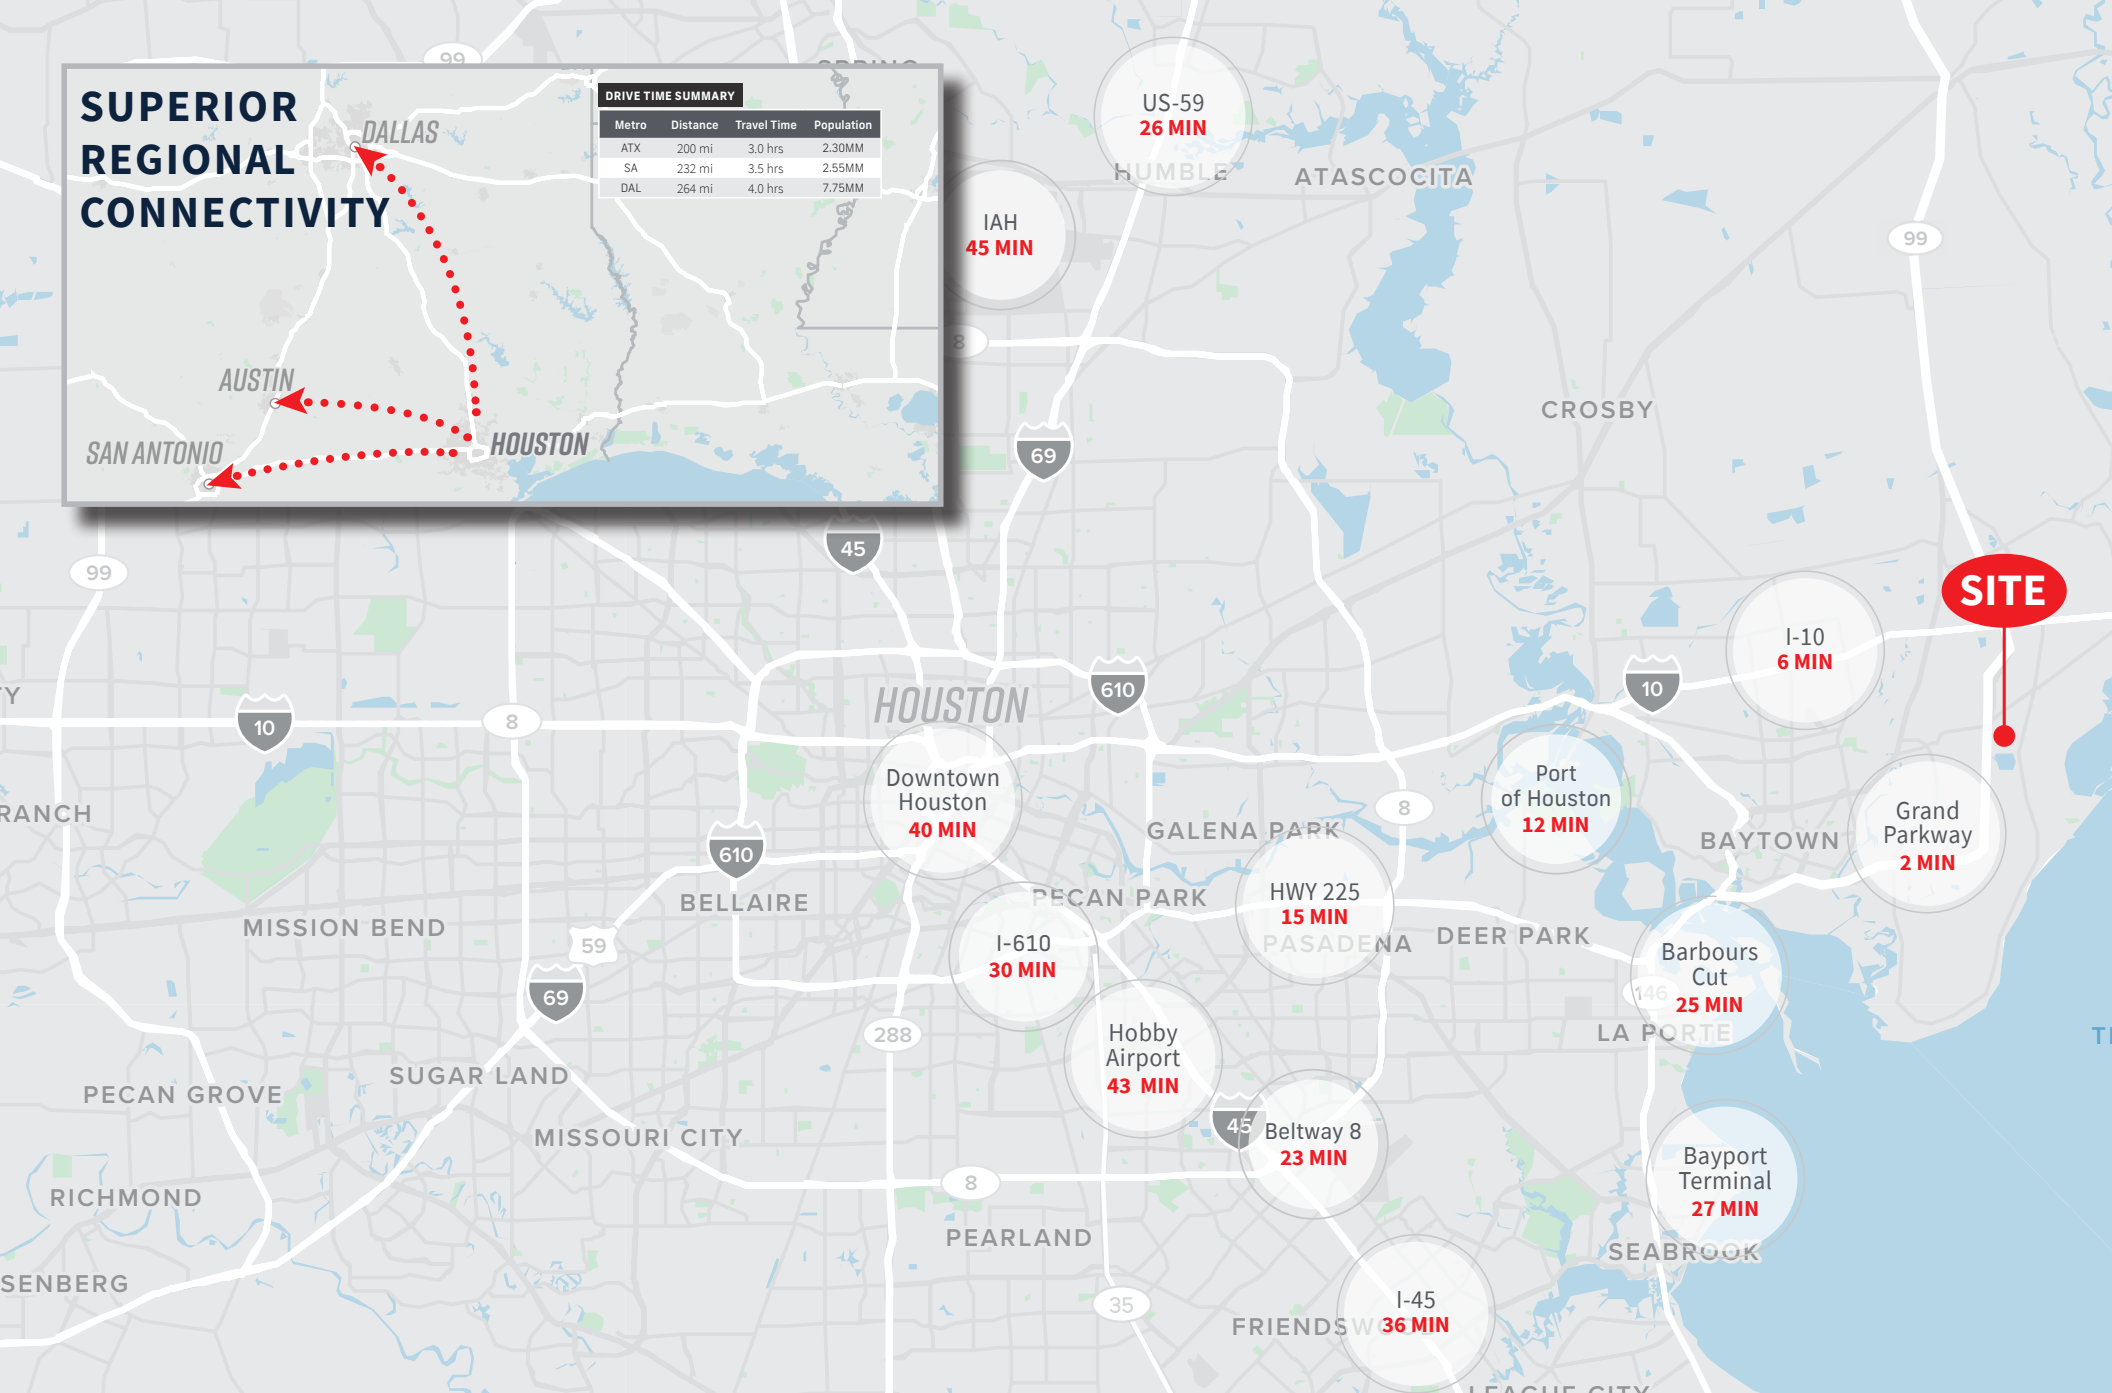 SUPERIOR
REGIONAL
CONNECTIVITY
DRIVE TIME SUMMARY
Metro Distance Travel Time Population
ATX 200 mi 3.0 hrs 2.30MM
SA 232 mi 3.5 hrs 2.55MM
DAL 264 mi 4.0 hrs 7.75MM
DALLAS
AUSTIN
SAN ANTONIO
HOUSTON
99
SPRING
US-59
26 MIN
HUMBLE
ATASCOCITA
IAH
45 MIN
99
8
CROSBY
69
45
99
SITE
I-10
6 MIN
610
10
HOUSTON
10
8
Downtown
Houston
40 MIN
Port
of Houston
12 MIN
8
RANCH
GALENA PARK
BAYTOWN
Grand
Parkway
2 MIN
610
BELLAIRE
PECAN PARK
HWY 225
15 MIN
PASADENA
DEER PARK
MISSION BEND
59
I-610
30 MIN
Barbours
Cut
25 MIN
146
69
288
LA PORTE
Hobby
Airport
43 MIN
SUGAR LAND
PECAN GROVE
MISSOURI CITY
45
Beltway 8
23 MIN
8
Bayport
Terminal
27 MIN
RICHMOND
PEARLAND
SEABROOK
SENBERG
35
I-45
36 MIN
FRIENDSWOOD
LEAGUE CITY